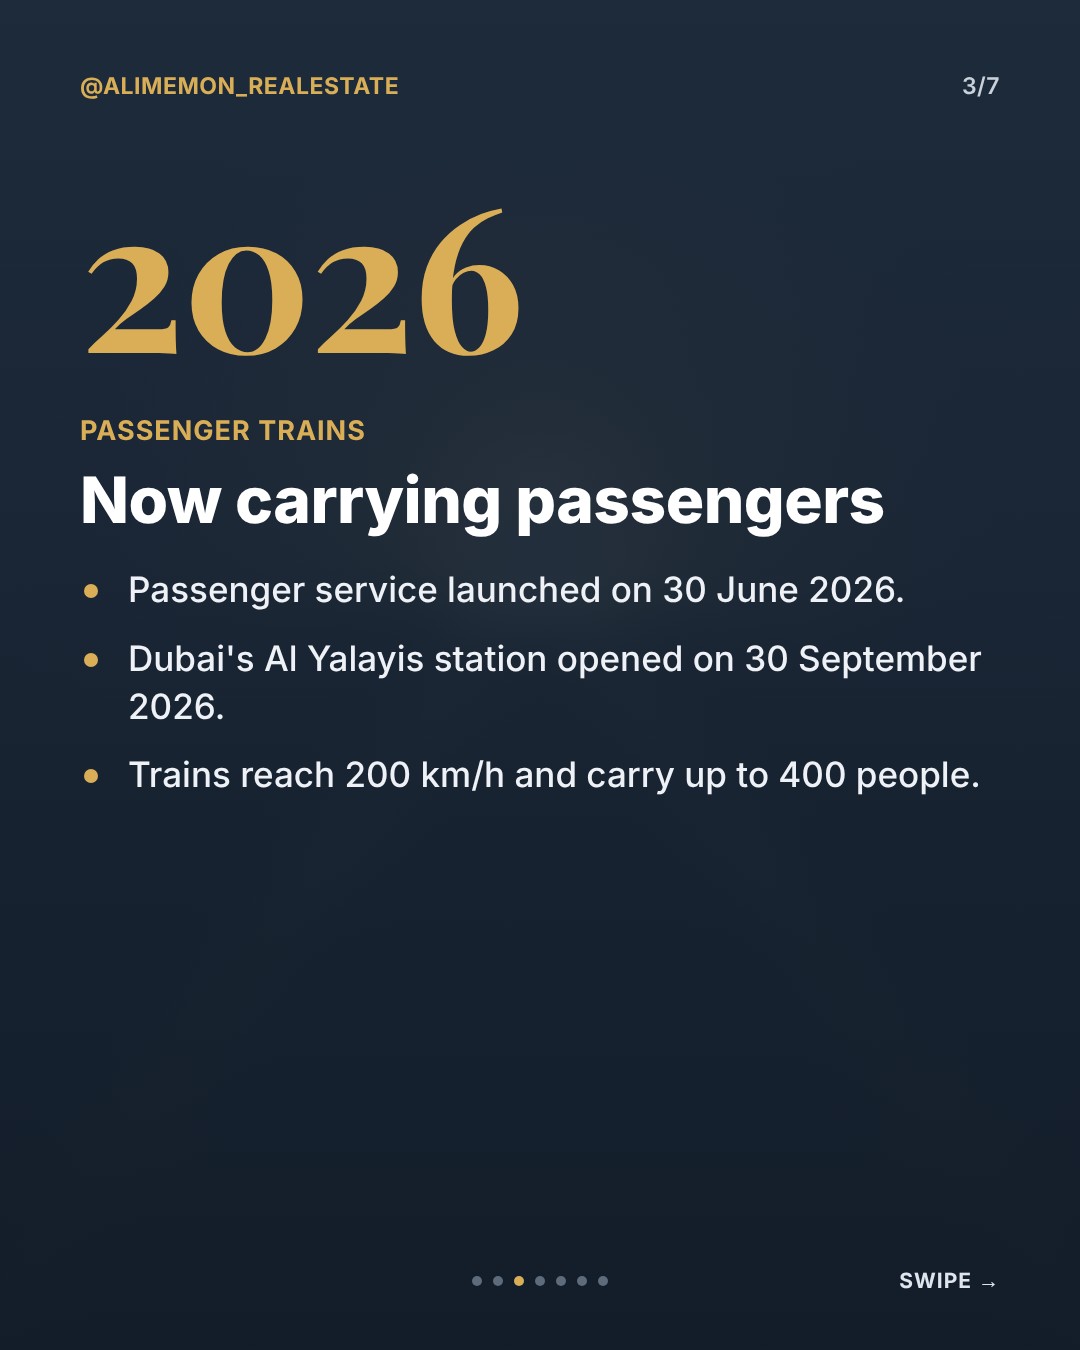 @ALIMEMON_REALESTATE
3/7
2026
PASSENGER TRAINS
Now carrying passengers
• Passenger service launched on 30 June 2026.
• Dubai's Al Yalayis station opened on 30 September
2026.
• Trains reach 200 km/h and carry up to 400 people.
SWIPE →